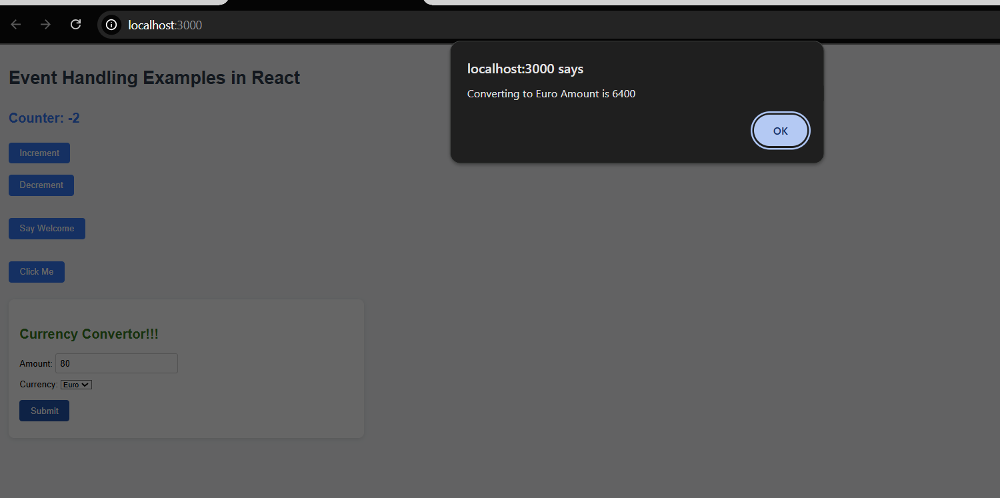 localhost:3000
localhost:3000 says
Converting to Euro Amount is 6400
OK
Event Handling Examples in React
Counter: -2
Increment
Decrement
Say Welcome
Click Me
Currency Convertor!!!
Amount: 80
Currency: Euro
Submit